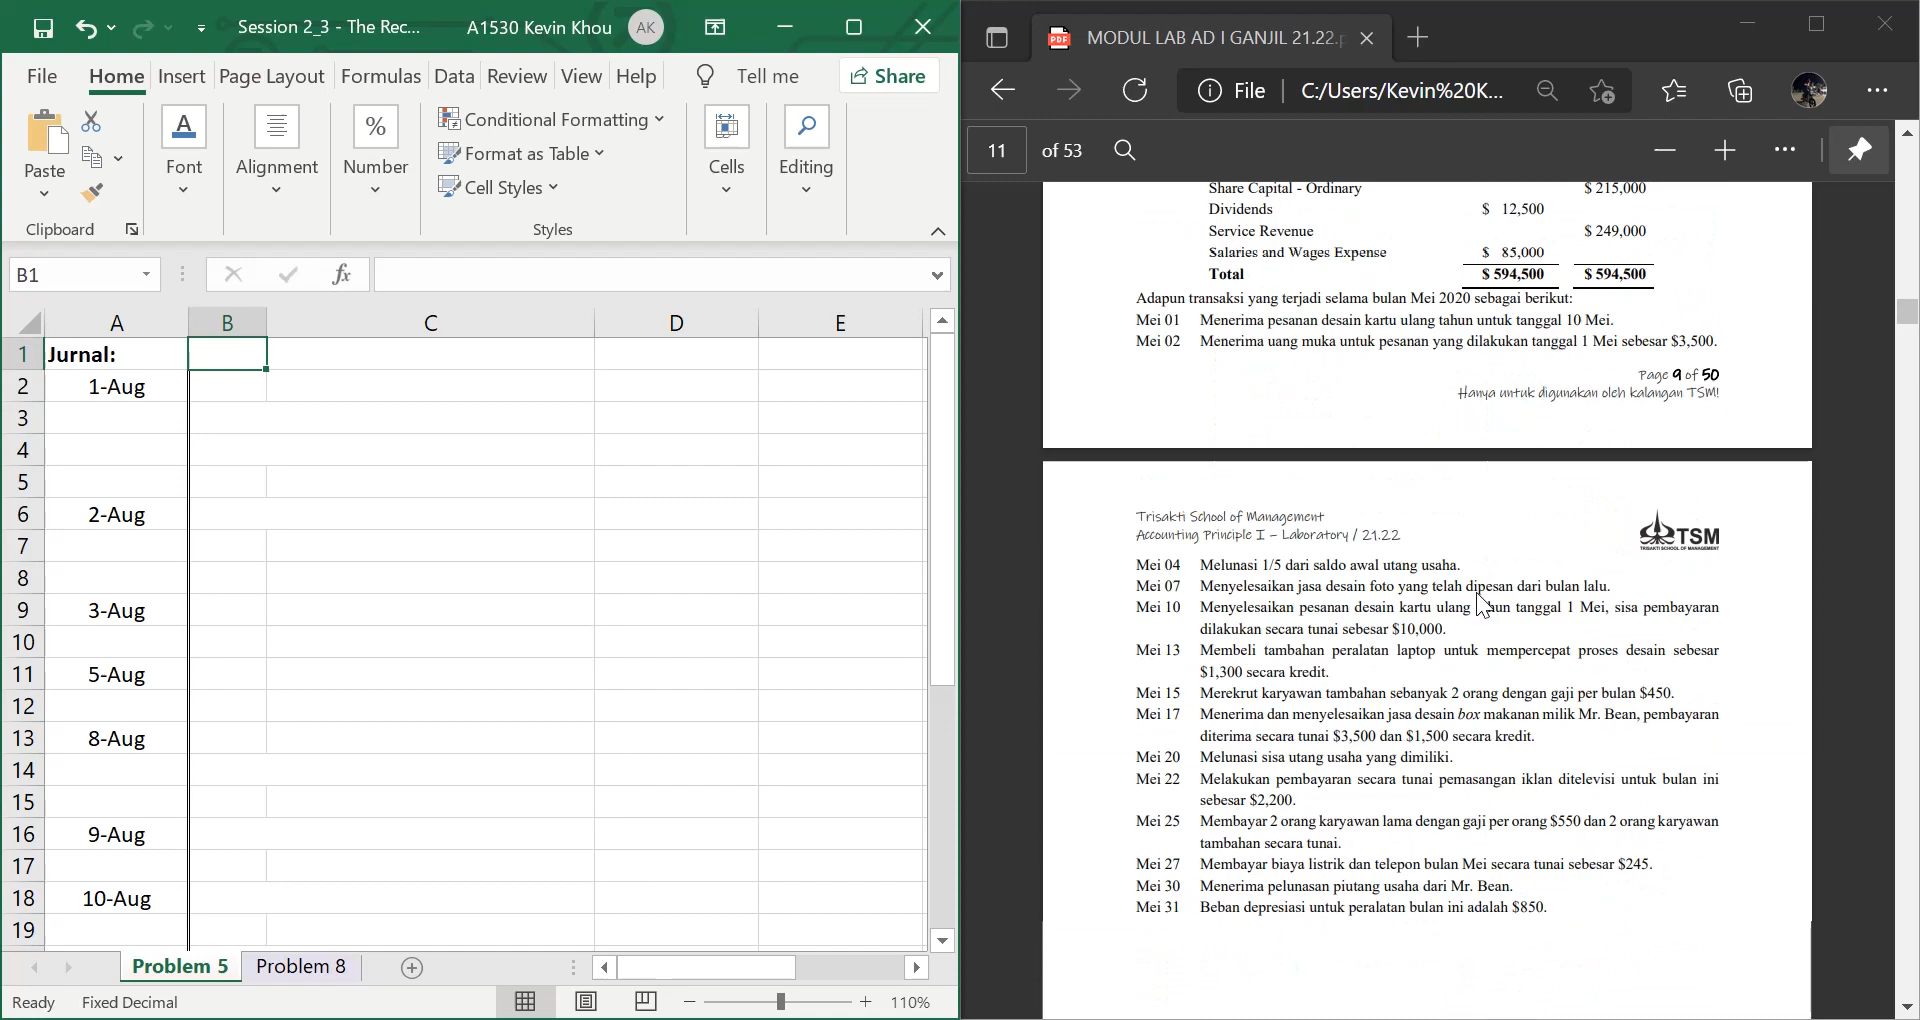 Session 2_3 - The Rec...
A1530 Kevin Khou
AK
File
Home
Insert
Page Layout
Formulas
Data
Review
View
Help
Tell me
Share
Paste
Font
Alignment
%
Number
Conditional Formatting
Format as Table
Cell Styles
Cells
Editing
Clipboard
Styles
B1
fx
A B C D E
1 Jurnal:
2 1-Aug
3
4
5
6 2-Aug
7
8
9 3-Aug
10
11 5-Aug
12
13 8-Aug
14
15
16 9-Aug
17
18 10-Aug
19
Problem 5
Problem 8
Ready
Fixed Decimal
110%
PDF
MODUL LAB AD I GANJIL 21.22.p
File
C:/Users/Kevin%20K...
11
of 53
Share Capital - Ordinary $ 215,000
Dividends $ 12,500
Service Revenue $ 249,000
Salaries and Wages Expense $ 85,000
Total $ 594,500 $ 594,500
Adapun transaksi yang terjadi selama bulan Mei 2020 sebagai berikut:
Mei 01 Menerima pesanan desain kartu ulang tahun untuk tanggal 10 Mei.
Mei 02 Menerima uang muka untuk pesanan yang dilakukan tanggal 1 Mei sebesar $3,500.
Page 9 of 50
Hanya untuk digunakan oleh kalangan TSM!
Trisakti School of Management
Accounting Principle I – Laboratory / 21.22
TSM
TRISAKTI SCHOOL OF MANAGEMENT
Mei 04 Melunasi 1/5 dari saldo awal utang usaha.
Mei 07 Menyelesaikan jasa desain foto yang telah dipesan dari bulan lalu.
Mei 10 Menyelesaikan pesanan desain kartu ulang tahun tanggal 1 Mei, sisa pembayaran
dilakukan secara tunai sebesar $10,000.
Mei 13 Membeli tambahan peralatan laptop untuk mempercepat proses desain sebesar
$1,300 secara kredit.
Mei 15 Merekrut karyawan tambahan sebanyak 2 orang dengan gaji per bulan $450.
Mei 17 Menerima dan menyelesaikan jasa desain box makanan milik Mr. Bean, pembayaran
diterima secara tunai $3,500 dan $1,500 secara kredit.
Mei 20 Melunasi sisa utang usaha yang dimiliki.
Mei 22 Melakukan pembayaran secara tunai pemasangan iklan ditelevisi untuk bulan ini
sebesar $2,200.
Mei 25 Membayar 2 orang karyawan lama dengan gaji per orang $550 dan 2 orang karyawan
tambahan secara tunai.
Mei 27 Membayar biaya listrik dan telepon bulan Mei secara tunai sebesar $245.
Mei 30 Menerima pelunasan piutang usaha dari Mr. Bean.
Mei 31 Beban depresiasi untuk peralatan bulan ini adalah $850.